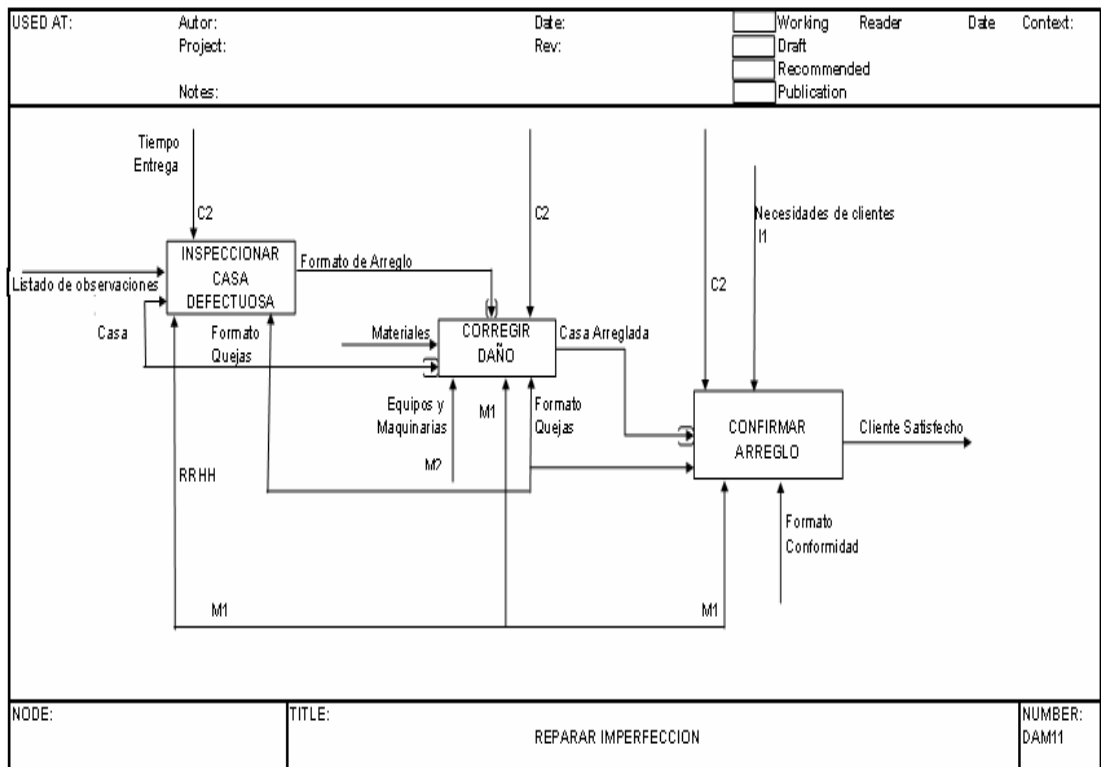 USED AT:
Autor:
Date:
Working
Reader
Date
Context:
Project:
Rev:
Draft
Recommended
Notes:
Publication
Tiempo
Entrega
C2
C2
Necesidades de clientes
I1
INSPECCIONAR
CASA
DEFECTUOSA
Formato de Arreglo
Listado de observaciones
C2
Casa
Formato
Quejas
Materiales
CORREGIR
DAÑO
Casa Arreglada
Equipos y
Maquinarias
M1
Formato
Quejas
CONFIRMAR
ARREGLO
Cliente Satisfecho
M2
RRHH
Formato
Conformidad
M1
M1
NODE:
TITLE:
NUMBER:
REPARAR IMPERFECCION
DAM11